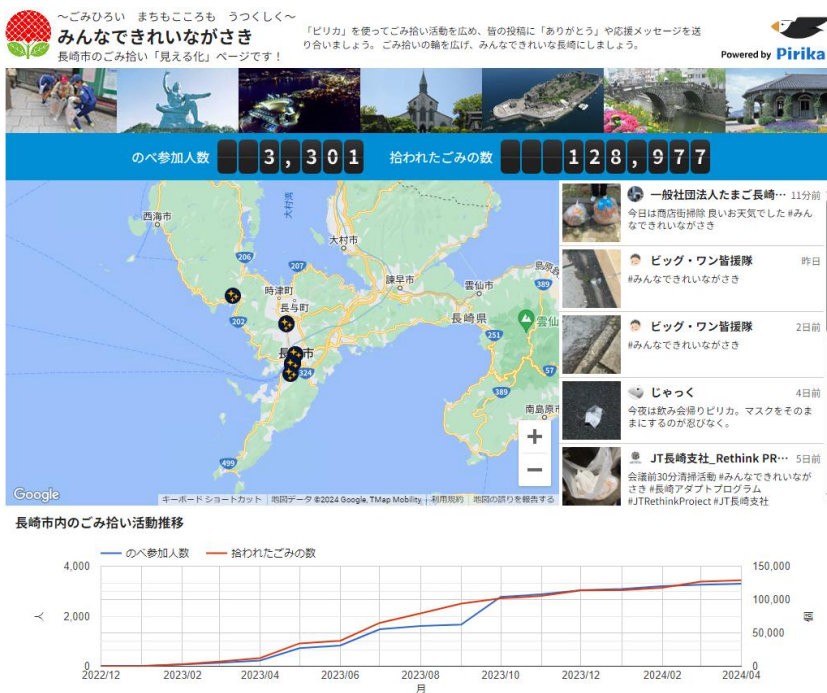 ～ごみひろい まちもこころも うつくしく～
みんなできれいながさき
長崎市のごみ拾い「見える化」ページです！
「ピリカ」を使ってごみ拾い活動を広め、皆の投稿に「ありがとう」や応援メッセージを送
り合いましょう。 ごみ拾いの輪を広げ、みんなできれいな長崎にしましょう。
Powered by Pirika
のべ参加人数 3,301 拾われたごみの数 128,977
西海市
大村湾
大村市
206
207
諫早市
島原
389
時津町
長与町
雲仙市
202
長崎県
雲仙
251
長崎市
324
57
389
南島原市
499
+
−
Google
キーボード ショートカット 地図データ ©2024 Google, TMap Mobility 利用規約 地図の誤りを報告する
一般社団法人たまご長崎… 11分前
今日は商店街掃除 良いお天気でした #みん
なできれいながさき
ビッグ・ワン皆援隊 昨日
#みんなできれいながさき
ビッグ・ワン皆援隊 2日前
#みんなできれいながさき
じゃっく 4日前
今夜は飲み会帰りピリカ。マスクをそのま
まにするのが忍びなく。
JT長崎支社_Rethink PR… 5日前
会議前30分清掃活動 #みんなできれいなが
さき #長崎アダプトプログラム
#JTRethinkProject #JT長崎支社
長崎市内のごみ拾い活動推移
のべ参加人数 拾われたごみの数
4,000 150,000
100,000
2,000
50,000
0 0
人 個
2022/12 2023/02 2023/04 2023/06 2023/08 2023/10 2023/12 2024/02 2024/04
月